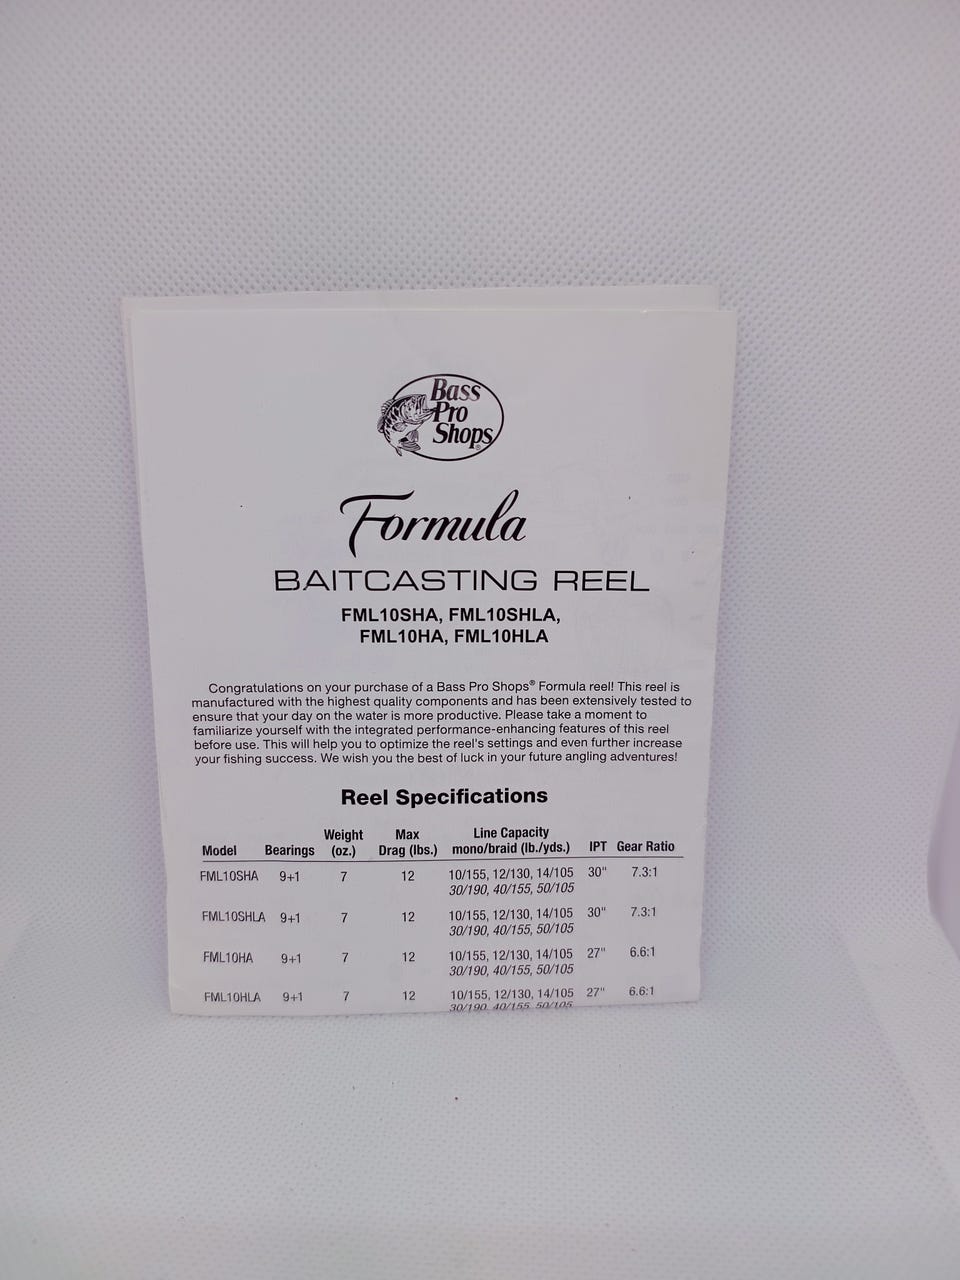 Bass
Pro
Shops®
Formula
BAITCASTING REEL
FML10SHA, FML10SHLA,
FML10HA, FML10HLA
Congratulations on your purchase of a Bass Pro Shops® Formula reel! This reel is
manufactured with the highest quality components and has been extensively tested to
ensure that your day on the water is more productive. Please take a moment to
familiarize yourself with the integrated performance-enhancing features of this reel
before use. This will help you to optimize the reel's settings and even further increase
your fishing success. We wish you the best of luck in your future angling adventures!
Reel Specifications
Weight Max Line Capacity
Model Bearings (oz.) Drag (lbs.) mono/braid (lb./yds.) IPT Gear Ratio
FML10SHA 9+1 7 12 10/155, 12/130, 14/105 30" 7.3:1
30/190, 40/155, 50/105
FML10SHLA 9+1 7 12 10/155, 12/130, 14/105 30" 7.3:1
30/190, 40/155, 50/105
FML10HA 9+1 7 12 10/155, 12/130, 14/105 27" 6.6:1
30/190, 40/155, 50/105
FML10HLA 9+1 7 12 10/155, 12/130, 14/105 27" 6.6:1
30/190, 40/155, 50/105